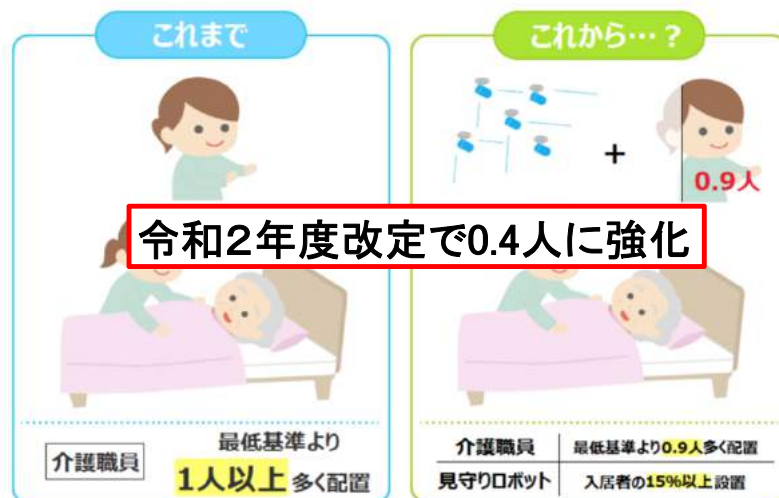 これまで
これから…?
+
0.9人
令和2年度改定で0.4人に強化
介護職員
最低基準より
1人以上多く配置
介護職員 最低基準より0.9人多く配置
見守りロボット 入居者の15%以上設置